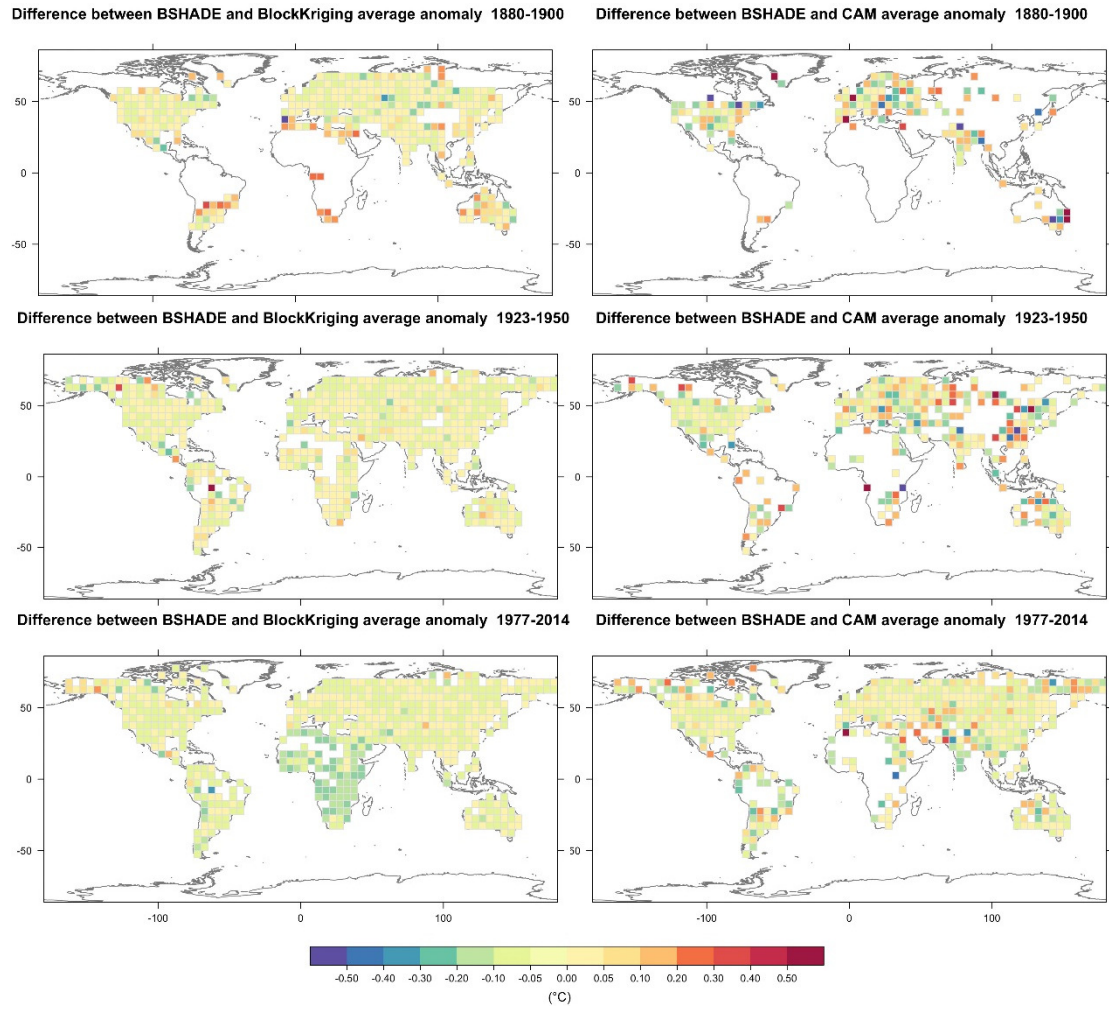 Difference between BSHADE and BlockKriging average anomaly 1880-1900
Difference between BSHADE and CAM average anomaly 1880-1900
50
0
-50
50
0
-50
Difference between BSHADE and BlockKriging average anomaly 1923-1950
Difference between BSHADE and CAM average anomaly 1923-1950
50
0
-50
50
0
-50
Difference between BSHADE and BlockKriging average anomaly 1977-2014
Difference between BSHADE and CAM average anomaly 1977-2014
50
0
-50
50
0
-50
-100 0 100
-100 0 100
-0.50 -0.40 -0.30 -0.20 -0.10 -0.05 0.00 0.05 0.10 0.20 0.30 0.40 0.50
(°C)